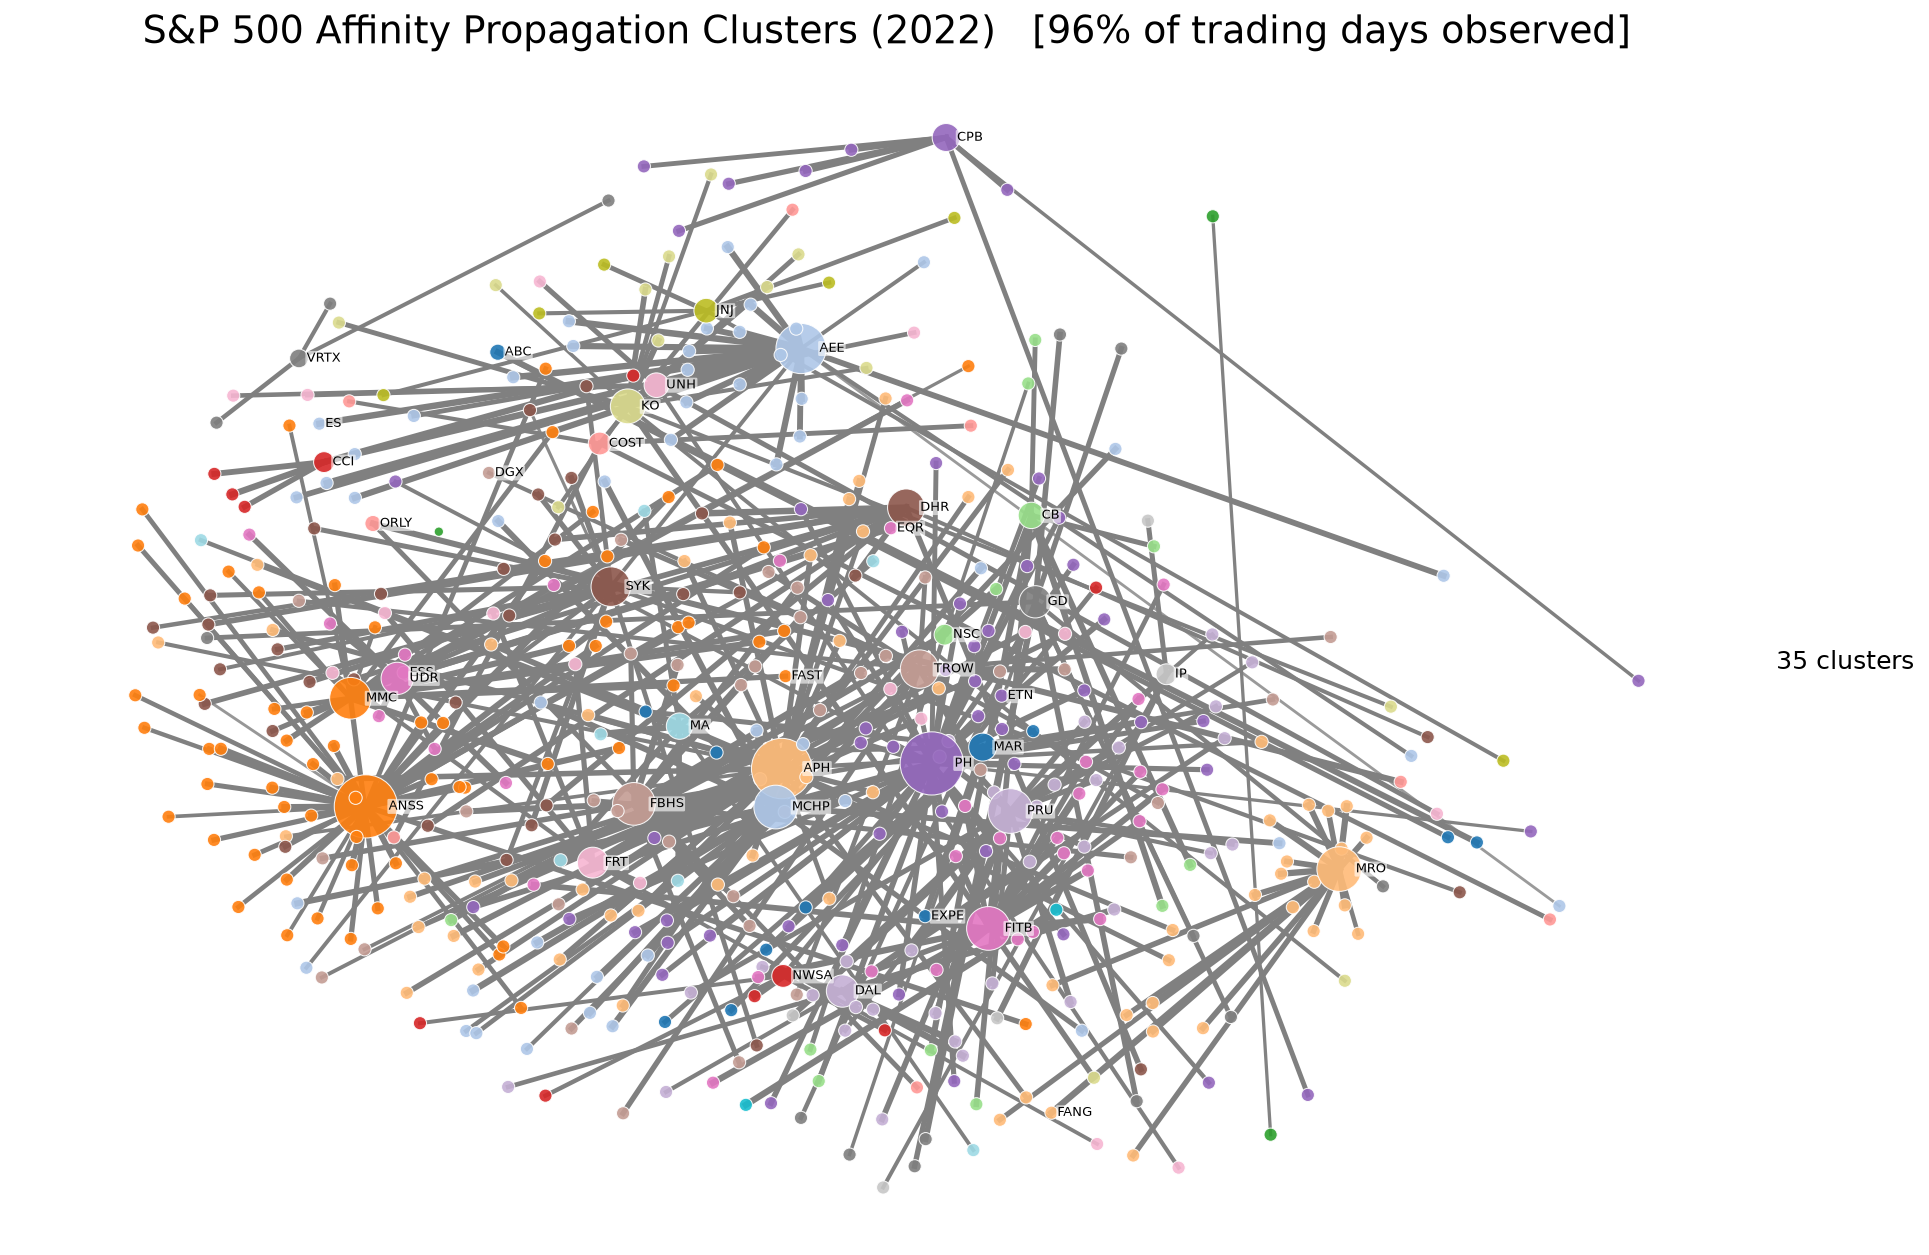 S&P 500 Affinity Propagation Clusters (2022) [96% of trading days observed]
CPB
JNJ
AEE
ABC
VRTX
UNH
KO
ES
COST
CCI
DGX
DHR
CB
ORLY
EQR
SYK
GD
NSC
35 clusters
TROW
ESS
IP
FAST
UDR
ETN
MMC
MA
MAR
PH
APH
FBHS
ANSS
MCHP
PRU
FRT
MRO
EXPE
FITB
NWSA
DAL
FANG